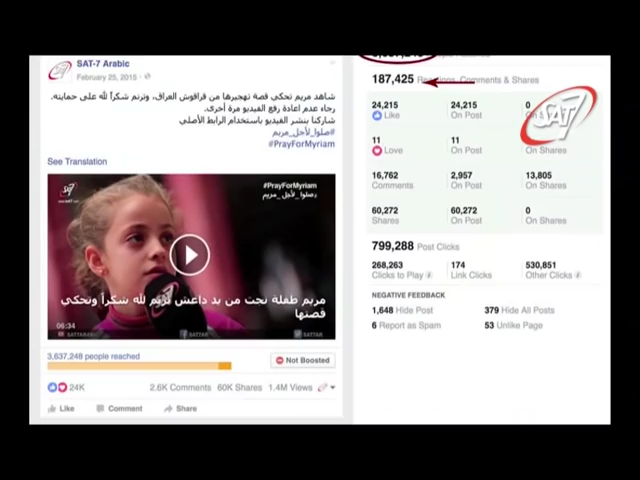 SAT-7 Arabic
February 25, 2015
شاهد مريم تحكي قصة تهجيرها من قراقوش العراق، وترنم شكراً لله على حمايته.
رجاء عدم اعادة رفع الفيديو مرة أخرى.
شاركنا بنشر الفيديو باستخدام الرابط الأصلي
#صلوا_لأجل_مريم
#PrayForMyriam
See Translation
SAT7
#PrayForMyriam
#صلوا_لأجل_مريم
مريم طفلة نجت من يد داعش ترنم لله شكراً وتحكي
قصتها
06:34
3,637,248 people reached
Not Boosted
24K 2.6K Comments 60K Shares 1.4M Views
Like Comment Share
187,425 Comments & Shares
24,215 24,215 0
Like On Post On Shares
11 11 0
Love On Post On Shares
16,762 2,957 13,805
Comments On Post On Shares
60,272 60,272 0
Shares On Post On Shares
799,288 Post Clicks
268,263 174 530,851
Clicks to Play Link Clicks Other Clicks
NEGATIVE FEEDBACK
1,648 Hide Post 379 Hide All Posts
6 Report as Spam 53 Unlike Page
SAT7